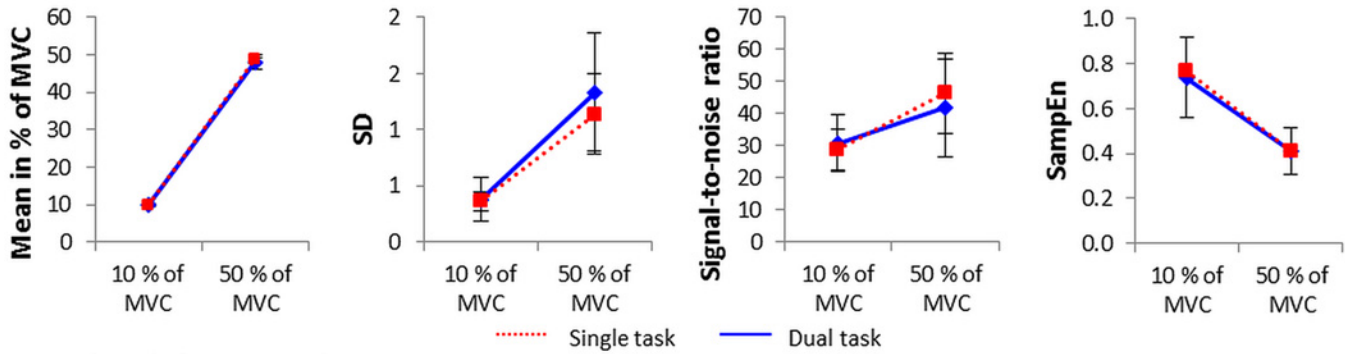 Mean in % of MVC
60
50
40
30
20
10
0
10 % of
MVC
50 % of
MVC
SD
2
2
1
1
0
10 % of
MVC
50 % of
MVC
Signal-to-noise ratio
70
60
50
40
30
20
10
0
10 % of
MVC
50 % of
MVC
SampEn
1.0
0.8
0.6
0.4
0.2
0.0
10 % of
MVC
50 % of
MVC
Single task
Dual task